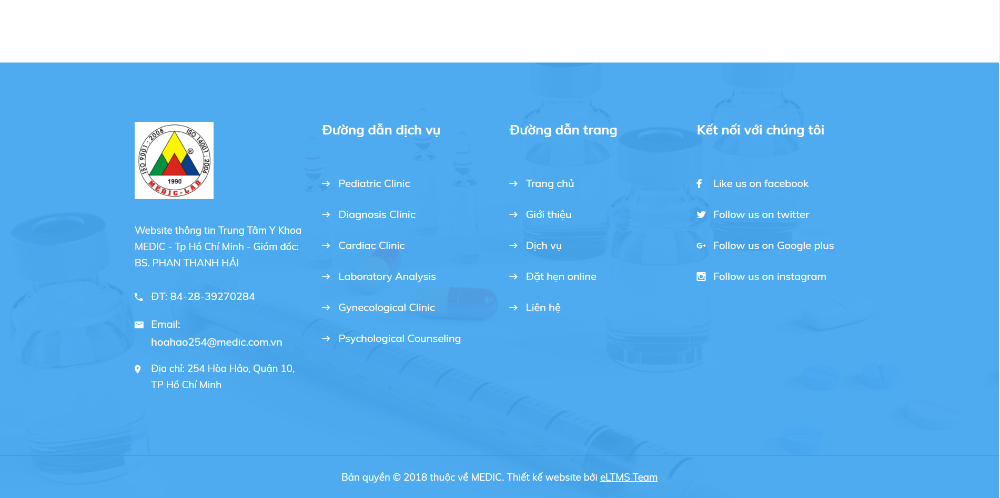 ISO 9001 : 2008
ISO 14001 : 2004
®
1990
MEDIC-LAB
Website thông tin Trung Tâm Y Khoa
MEDIC - Tp Hồ Chí Minh - Giám đốc:
BS. PHAN THANH HẢI
ĐT: 84-28-39270284
Email:
hoahao254@medic.com.vn
Địa chỉ: 254 Hòa Hảo, Quận 10,
TP Hồ Chí Minh
Đường dẫn dịch vụ
Pediatric Clinic
Diagnosis Clinic
Cardiac Clinic
Laboratory Analysis
Gynecological Clinic
Psychological Counseling
Đường dẫn trang
Trang chủ
Giới thiệu
Dịch vụ
Đặt hẹn online
Liên hệ
Kết nối với chúng tôi
Like us on facebook
Follow us on twitter
Follow us on Google plus
Follow us on instagram
Bản quyền © 2018 thuộc về MEDIC. Thiết kế website bởi eLTMS Team